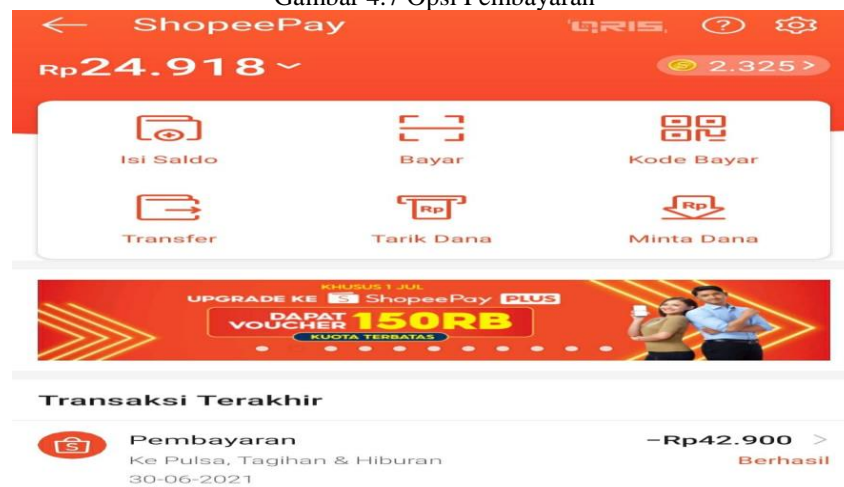 Gambar 4.7 Opsi Pembayaran
ShopeePay QRIS ?
Rp24.918 2.325 >
Isi Saldo Bayar Kode Bayar
Rp Rp
Transfer Tarik Dana Minta Dana
KHUSUS 1 JUL
UPGRADE KE S ShopeePay PLUS
DAPAT VOUCHER 150RB
KUOTA TERBATAS
Transaksi Terakhir
S Pembayaran -Rp42.900 >
Ke Pulsa, Tagihan & Hiburan Berhasil
30-06-2021